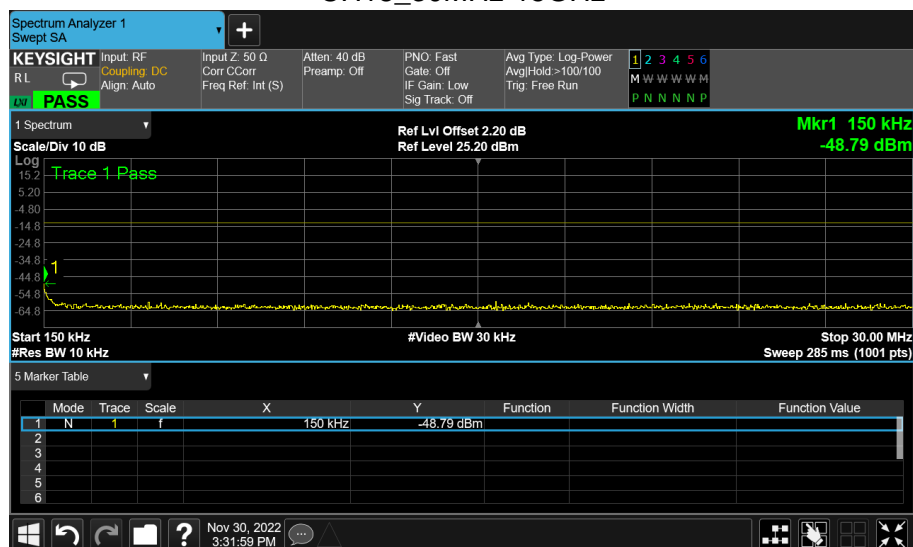 Spectrum Analyzer 1
Swept SA
+
KEYSIGHT Input: RF Input Z: 50 Ω Atten: 40 dB PNO: Fast Avg Type: Log-Power 1 2 3 4 5 6
R L Coupling: DC Corr CCorr Preamp: Off Gate: Off Avg|Hold:>100/100 M W W W W M
Align: Auto Freq Ref: Int (S) IF Gain: Low Trig: Free Run
LXI PASS Sig Track: Off P N N N N P
1 Spectrum Ref Lvl Offset 2.20 dB Mkr1 150 kHz
Scale/Div 10 dB Ref Level 25.20 dBm -48.79 dBm
Log
15.2 Trace 1 Pass
5.20
-4.80
-14.8
-24.8
-34.8
1
-44.8
-54.8
-64.8
Start 150 kHz #Video BW 30 kHz Stop 30.00 MHz
#Res BW 10 kHz Sweep 285 ms (1001 pts)
5 Marker Table
Mode Trace Scale X Y Function Function Width Function Value
1 N 1 f 150 kHz -48.79 dBm
2
3
4
5
6
? Nov 30, 2022
3:31:59 PM